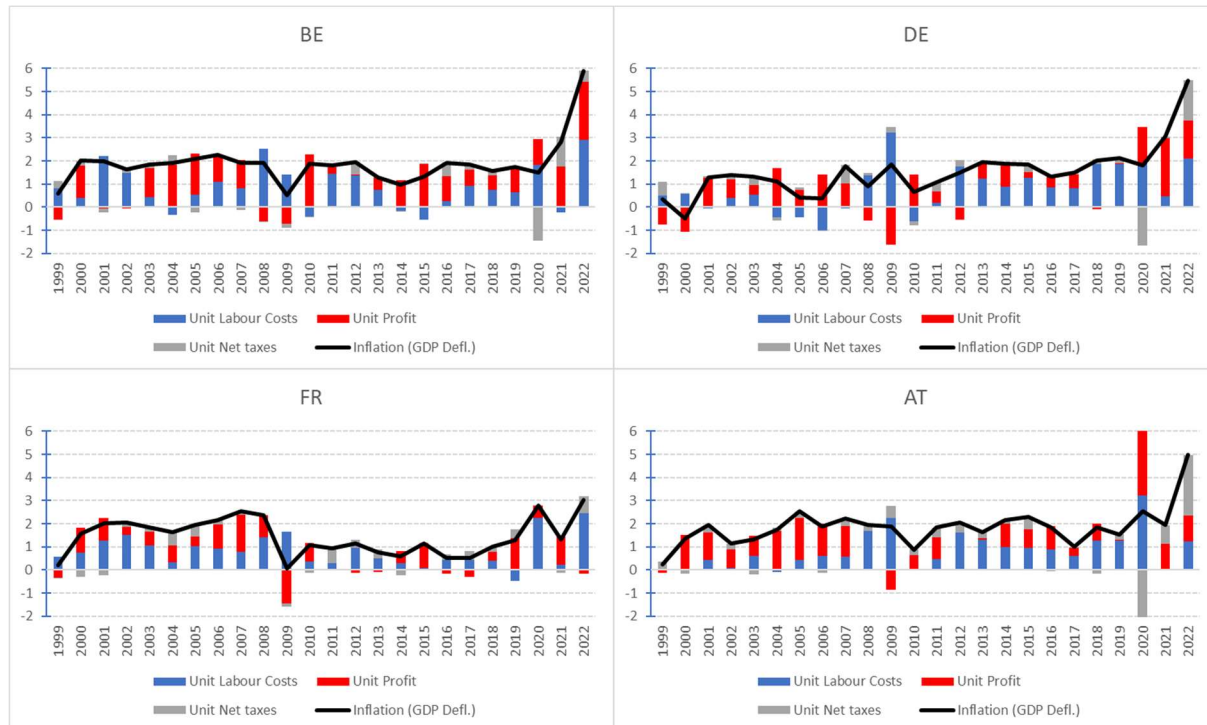 BE
6
5
4
3
2
1
0
-1
-2
1999 2000 2001 2002 2003 2004 2005 2006 2007 2008 2009 2010 2011 2012 2013 2014 2015 2016 2017 2018 2019 2020 2021 2022
Unit Labour Costs Unit Profit
Unit Net taxes Inflation (GDP Defl.)
DE
6
5
4
3
2
1
0
-1
-2
1999 2000 2001 2002 2003 2004 2005 2006 2007 2008 2009 2010 2011 2012 2013 2014 2015 2016 2017 2018 2019 2020 2021 2022
Unit Labour Costs Unit Profit
Unit Net taxes Inflation (GDP Defl.)
FR
6
5
4
3
2
1
0
-1
-2
1999 2000 2001 2002 2003 2004 2005 2006 2007 2008 2009 2010 2011 2012 2013 2014 2015 2016 2017 2018 2019 2020 2021 2022
Unit Labour Costs Unit Profit
Unit Net taxes Inflation (GDP Defl.)
AT
6
5
4
3
2
1
0
-1
-2
1999 2000 2001 2002 2003 2004 2005 2006 2007 2008 2009 2010 2011 2012 2013 2014 2015 2016 2017 2018 2019 2020 2021 2022
Unit Labour Costs Unit Profit
Unit Net taxes Inflation (GDP Defl.)